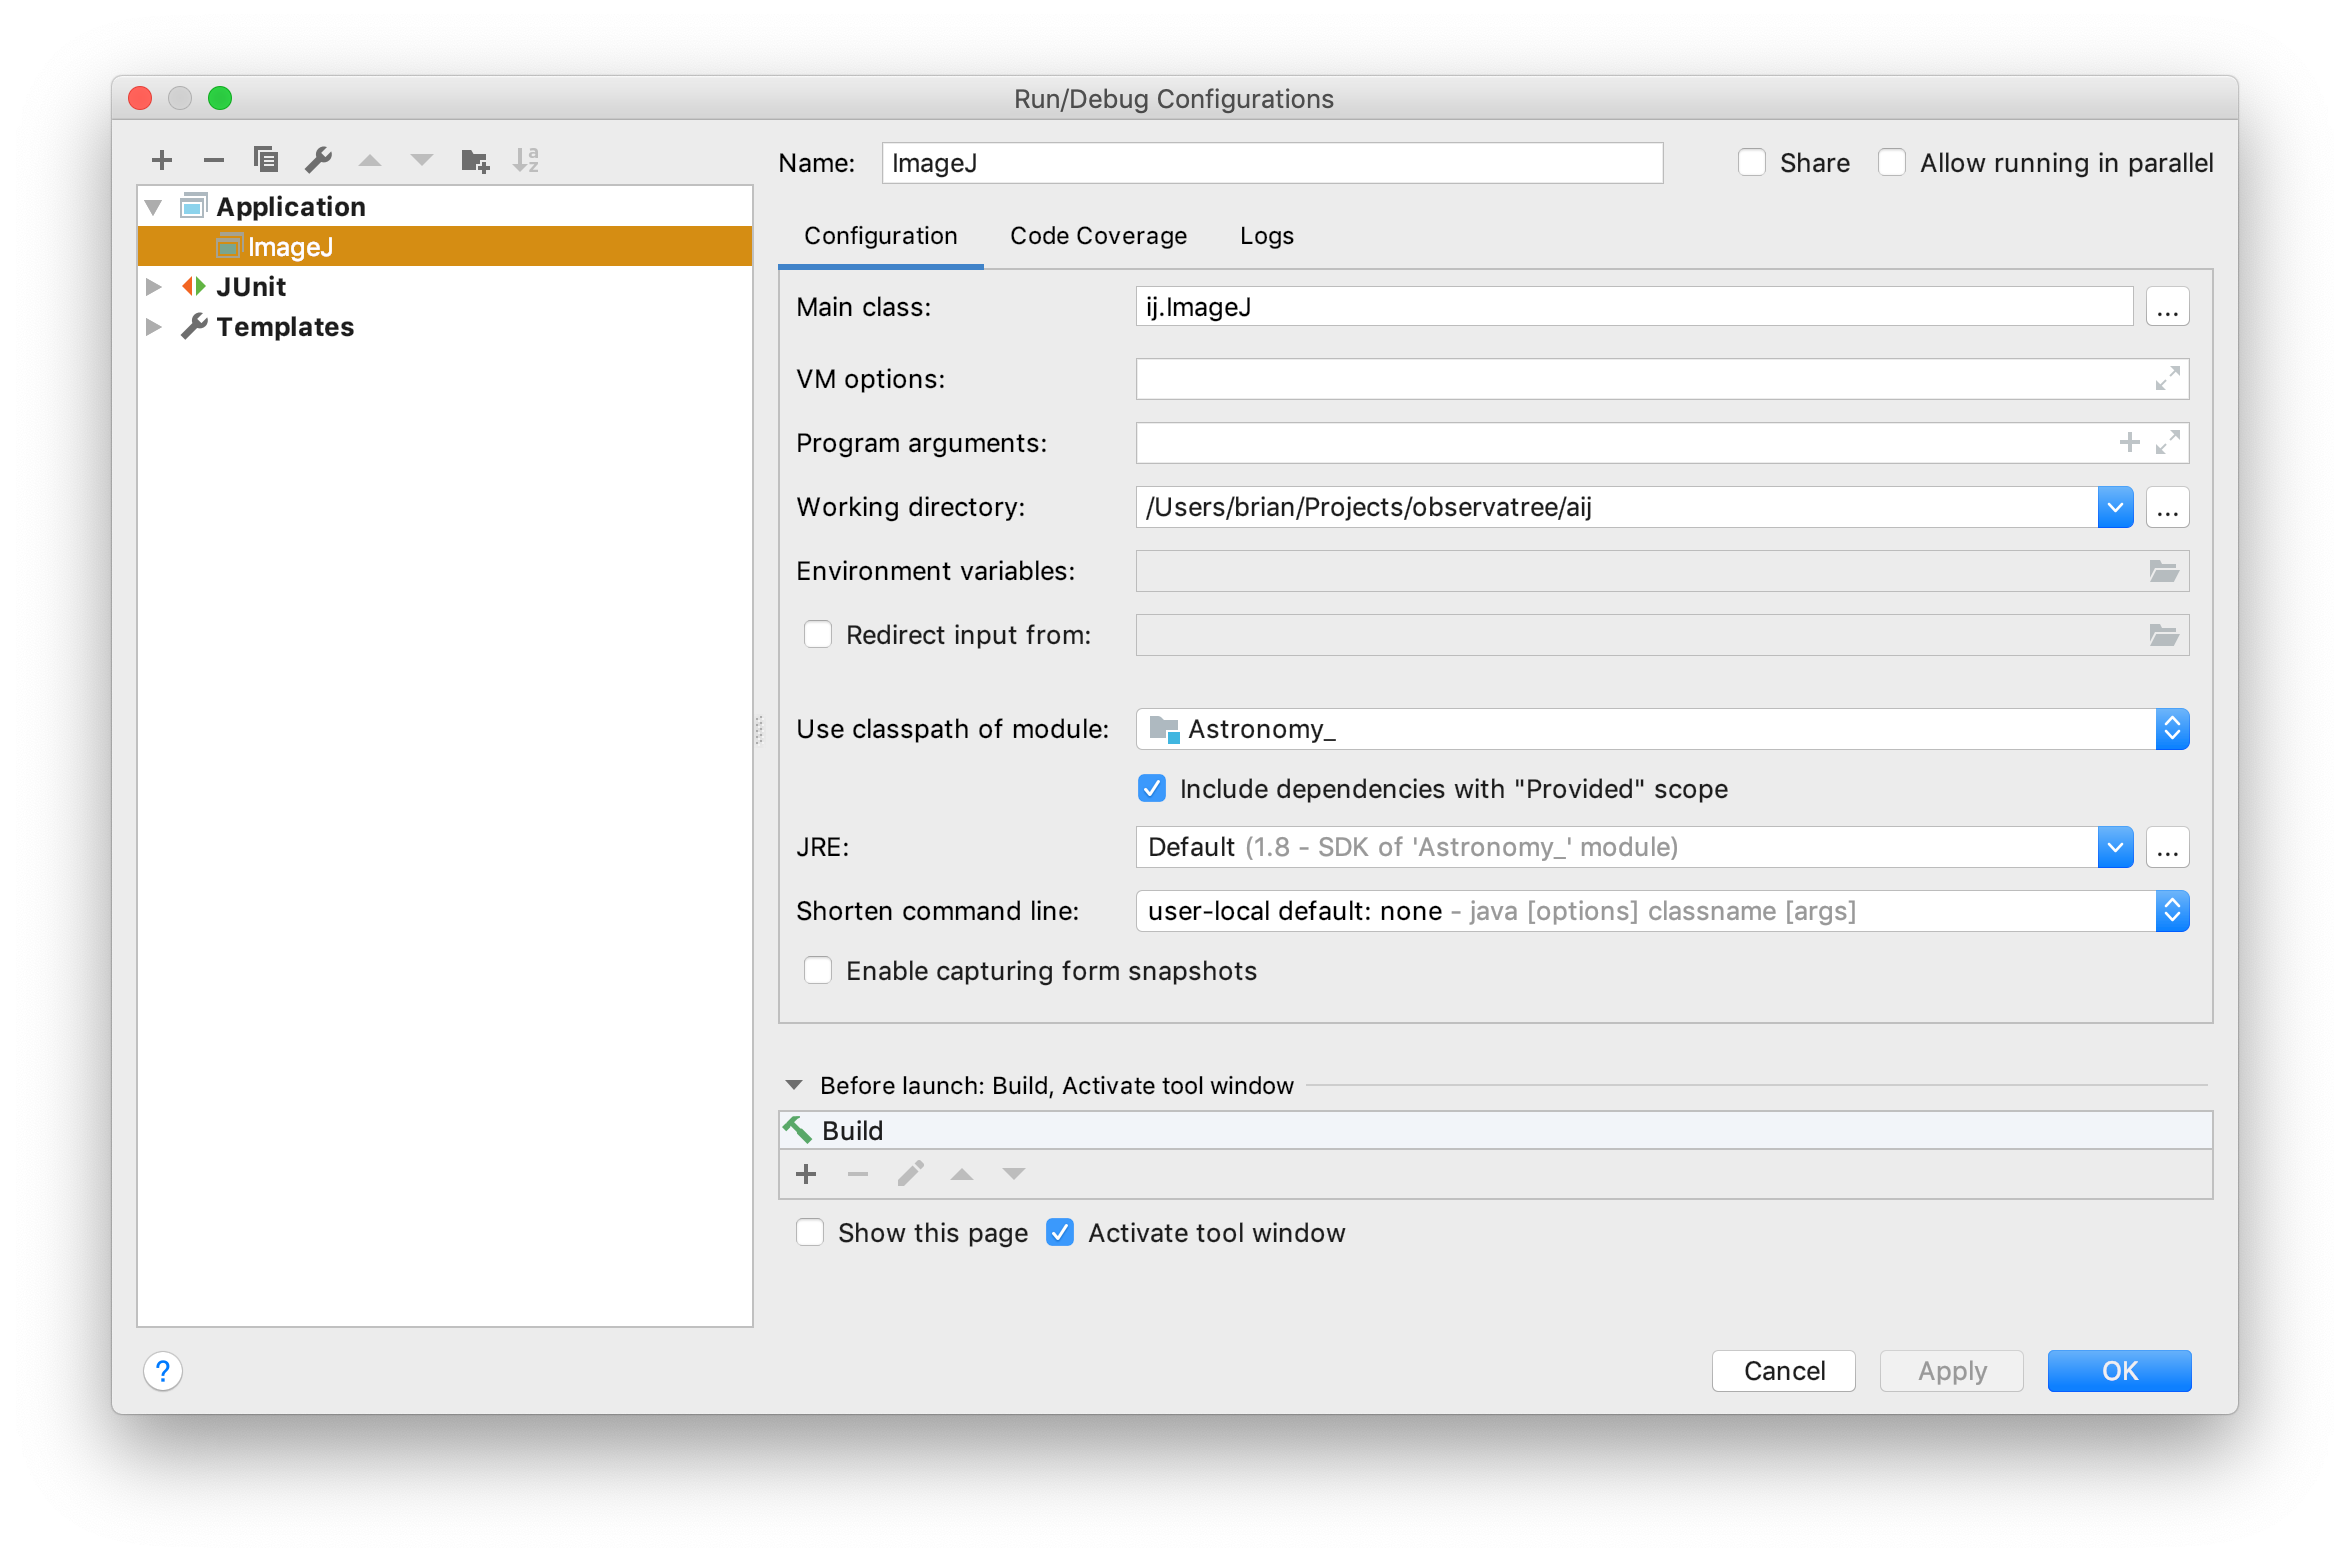 Run/Debug Configurations
Application
ImageJ
JUnit
Templates
Name: ImageJ Share Allow running in parallel
Configuration Code Coverage Logs
Main class: ij.ImageJ ...
VM options:
Program arguments:
Working directory: /Users/brian/Projects/observatree/aij ...
Environment variables:
Redirect input from:
Use classpath of module: Astronomy_
Include dependencies with "Provided" scope
JRE: Default (1.8 - SDK of 'Astronomy_' module) ...
Shorten command line: user-local default: none - java [options] classname [args]
Enable capturing form snapshots
Before launch: Build, Activate tool window
Build
Show this page Activate tool window
? Cancel Apply OK